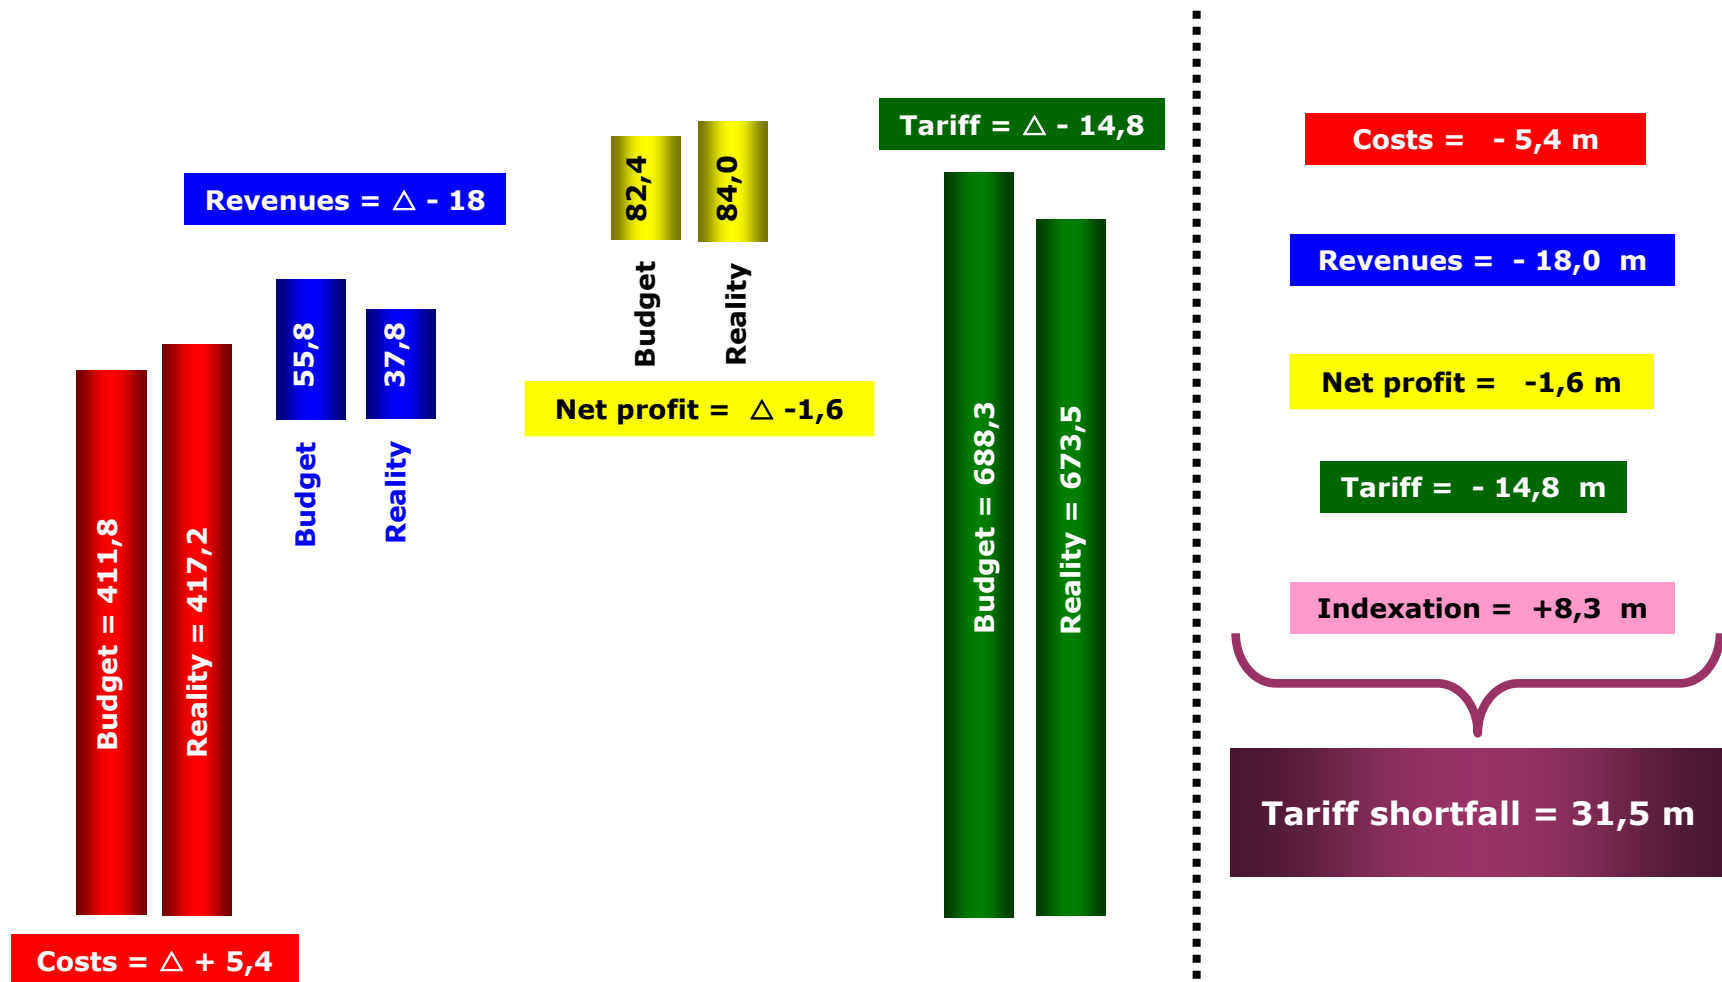 Costs = △ + 5,4
Budget = 411,8
Reality = 417,2
Revenues = △ - 18
55,8
Budget
37,8
Reality
82,4
Budget
84,0
Reality
Net profit = △ -1,6
Tariff = △ - 14,8
Budget = 688,3
Reality = 673,5
Costs = - 5,4 m
Revenues = - 18,0 m
Net profit = -1,6 m
Tariff = - 14,8 m
Indexation = +8,3 m
Tariff shortfall = 31,5 m